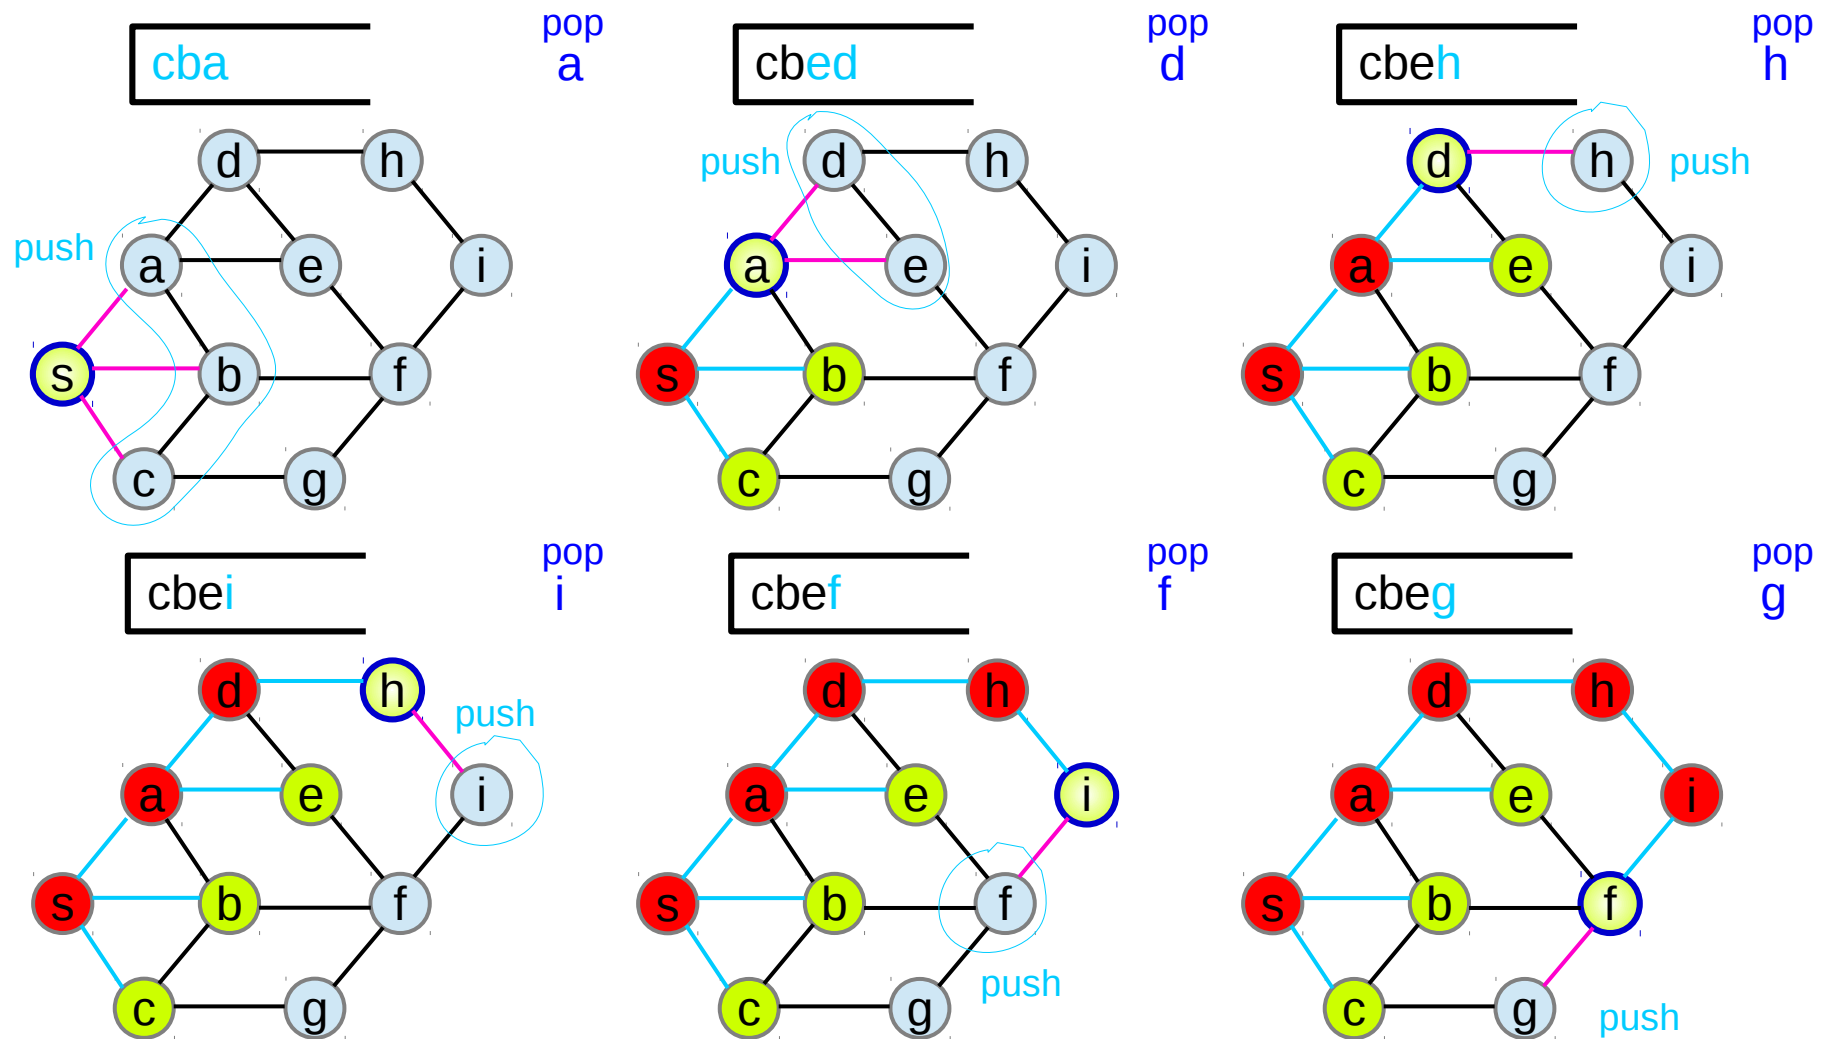 pop
cba a
pop
cbed d
pop
cbeh h
d h
push
a e i
s b f
c g
push
d h
a e i
s b f
c g
d h
push
a e i
s b f
c g
pop
cbei i
pop
cbef f
pop
cbeg g
d h
push
a e i
s b f
c g
d h
a e i
s b f
push
c g
d h
a e i
s b f
c g
push